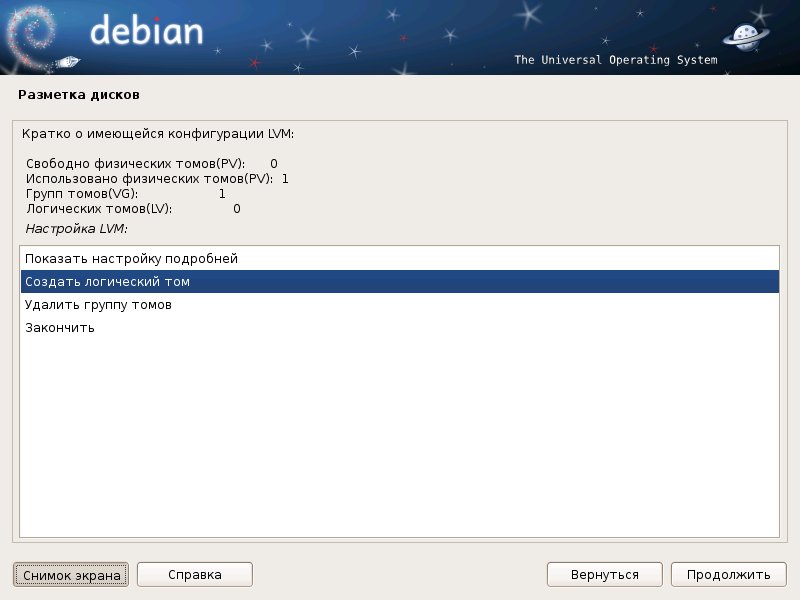 debian
The Universal Operating System
Разметка дисков
Кратко о имеющейся конфигурации LVM:
Свободно физических томов(PV): 0
Использовано физических томов(PV): 1
Групп томов(VG): 1
Логических томов(LV): 0
Настройка LVM:
Показать настройку подробней
Создать логический том
Удалить группу томов
Закончить
Снимок экрана Справка Вернуться Продолжить